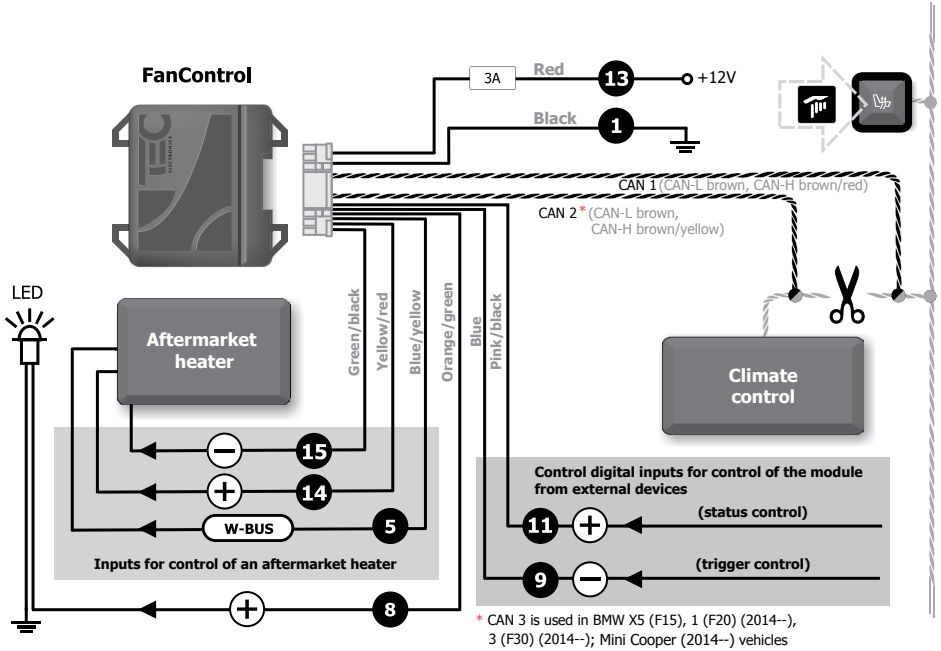 FanControl
TEC
ELECTRONICS
3A
Red
13
+12V
Black
1
CAN 1 (CAN-L brown, CAN-H brown/red)
CAN 2 * (CAN-L brown,
CAN-H brown/yellow)
LED
Aftermarket
heater
Green/black
Yellow/red
Blue/yellow
Orange/green
Blue
Pink/black
Climate
control
15
14
W-BUS
5
Inputs for control of an aftermarket heater
8
Control digital inputs for control of the module
from external devices
11
(status control)
9
(trigger control)
* CAN 3 is used in BMW X5 (F15), 1 (F20) (2014--),
3 (F30) (2014--); Mini Cooper (2014--) vehicles